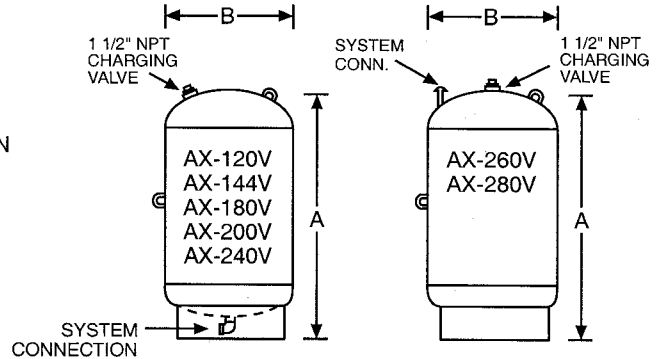 B
1 1/2" NPT
CHARGING
VALVE
N
AX-120V
AX-144V
AX-180V
AX-200V
AX-240V
A
SYSTEM
CONNECTION
B
SYSTEM
CONN.
1 1/2" NPT
CHARGING
VALVE
AX-260V
AX-280V
A